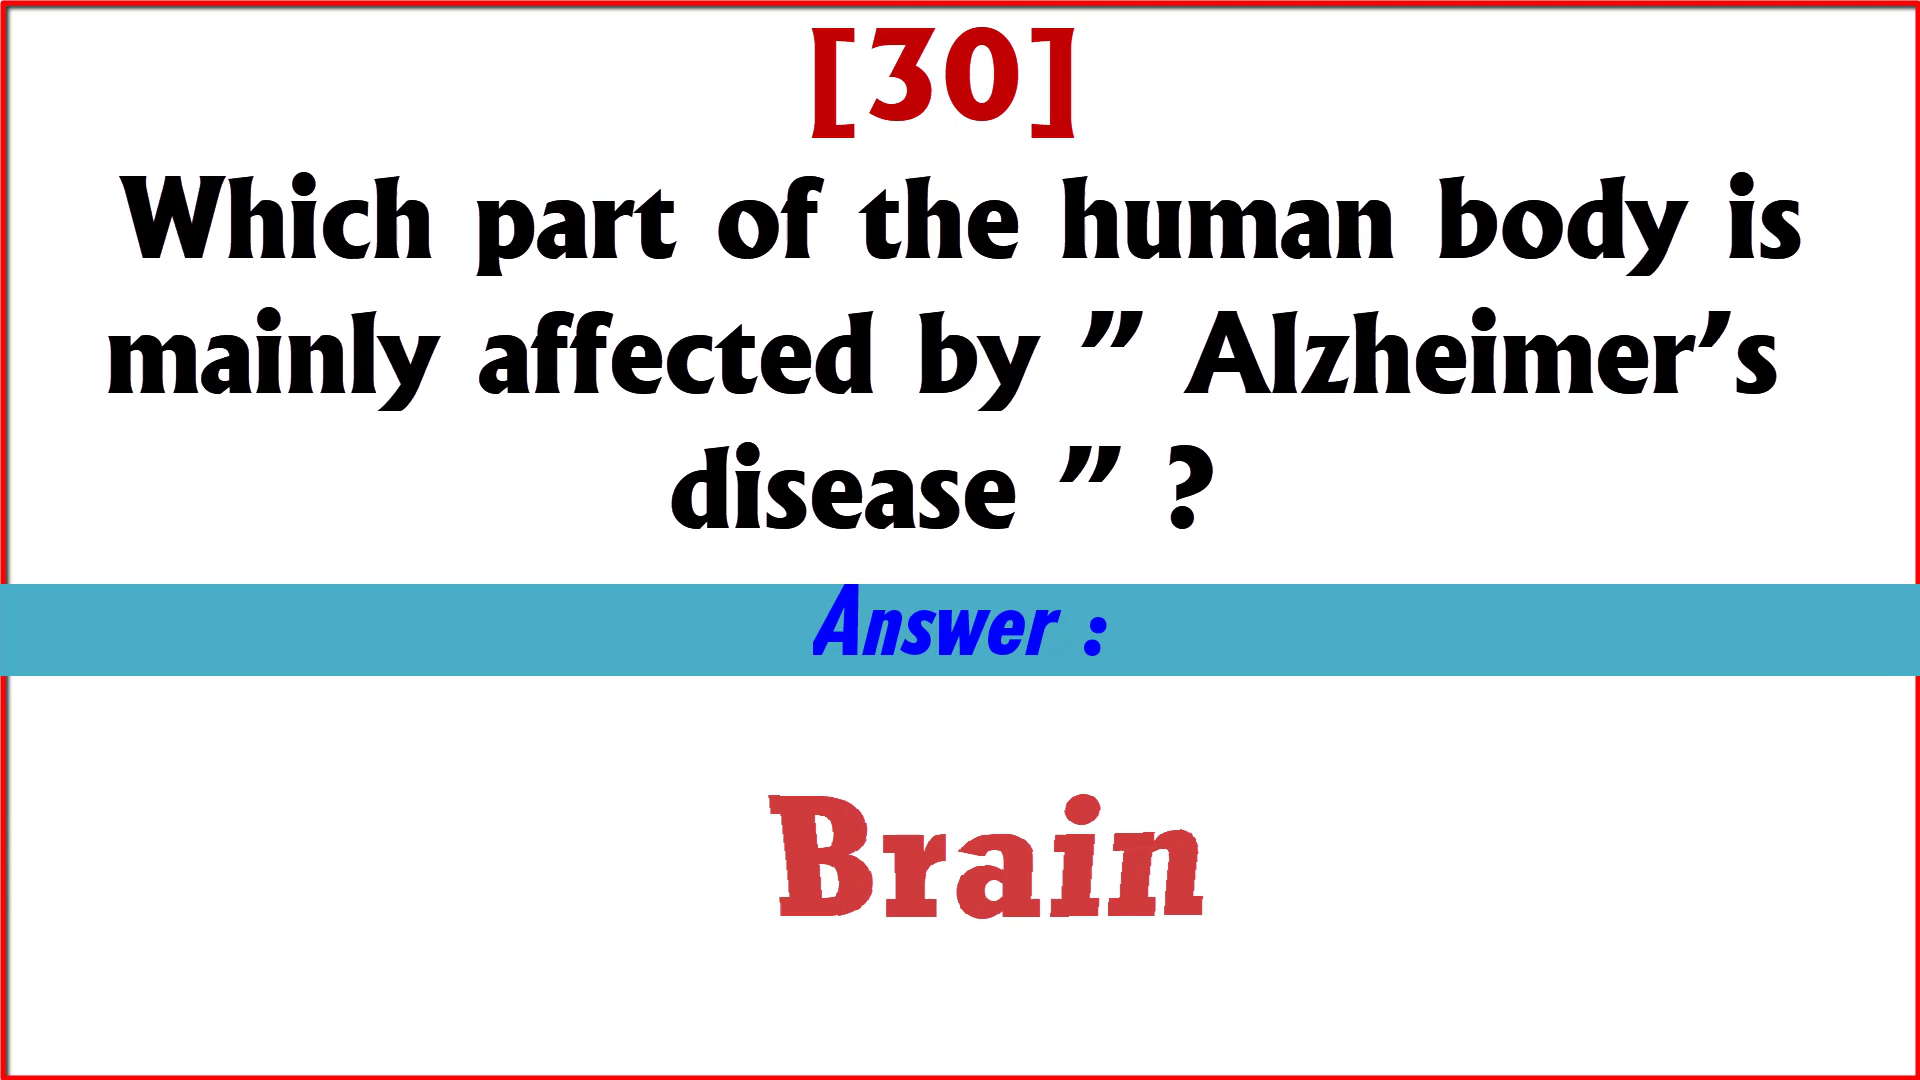 [30]
Which part of the human body is
mainly affected by ” Alzheimer’s
disease ” ?
Answer :
Brain